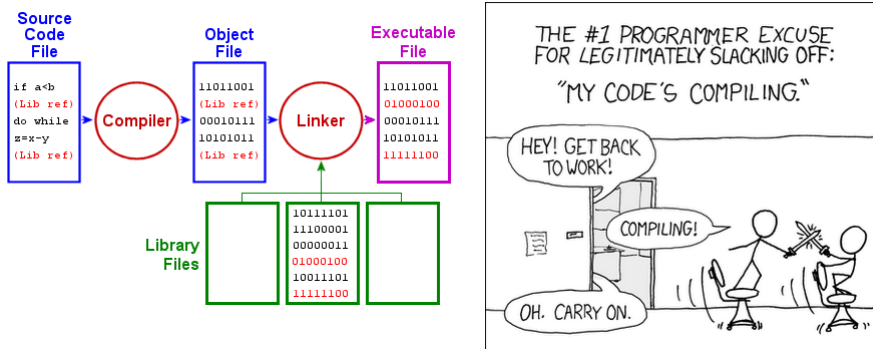 Source
Code
File
if a<b
(Lib ref)
do while
z=x-y
(Lib ref)
Compiler
Object
File
11011001
(Lib ref)
00010111
10101011
(Lib ref)
Linker
Executable
File
11011001
01000100
00010111
10101011
11111100
Library
Files
10111101
11100001
00000011
01000100
10011101
11111100
THE #1 PROGRAMMER EXCUSE
FOR LEGITIMATELY SLACKING OFF:
"MY CODE'S COMPILING."
HEY! GET BACK
TO WORK!
COMPILING!
OH. CARRY ON.